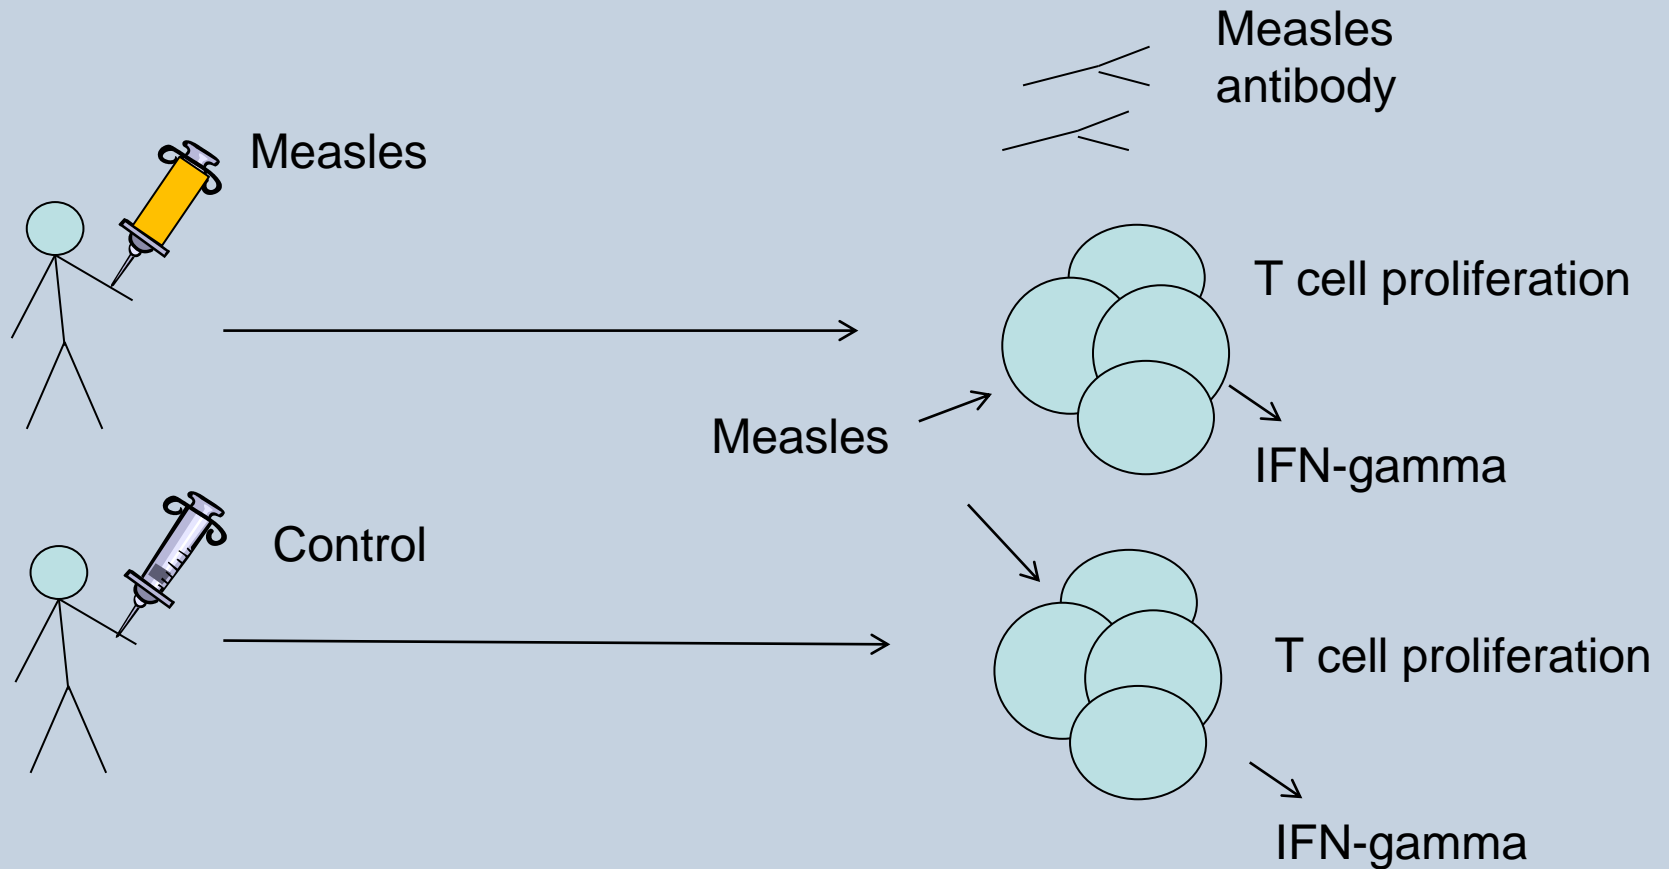 Measles
antibody
Measles
T cell proliferation
Measles
IFN-gamma
Control
T cell proliferation
IFN-gamma